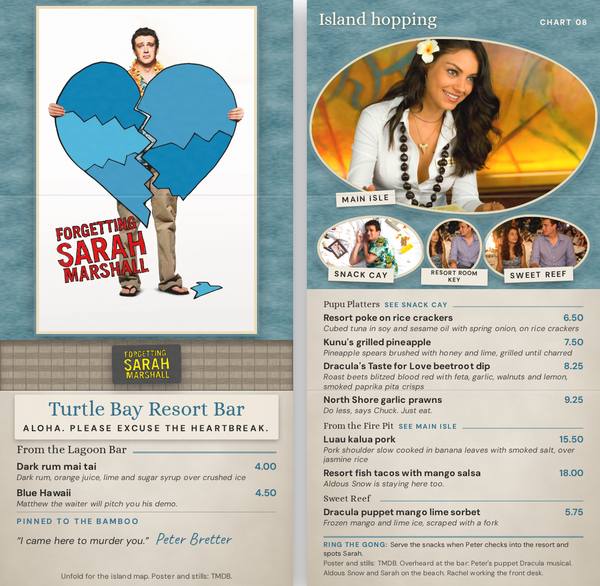 FORGETTING
SARAH
MARSHALL
FORGETTING
SARAH
MARSHALL
Turtle Bay Resort Bar
ALOHA. PLEASE EXCUSE THE HEARTBREAK.
From the Lagoon Bar
Dark rum mai tai 4.00
Dark rum, orange juice, lime and sugar syrup over crushed ice
Blue Hawaii 4.50
Matthew the waiter will pitch you his demo.
PINNED TO THE BAMBOO
“I came here to murder you.” Peter Bretter
Unfold for the island map. Poster and stills: TMDB.
Island hopping
CHART 08
MAIN ISLE
SNACK CAY
RESORT ROOM
KEY
SWEET REEF
Pupu Platters SEE SNACK CAY
Resort poke on rice crackers 6.50
Cubed tuna in soy and sesame oil with spring onion, on rice crackers
Kunu's grilled pineapple 7.50
Pineapple spears brushed with honey and lime, grilled until charred
Dracula's Taste for Love beetroot dip 8.25
Roast beets blitzed blood red with feta, garlic, walnuts and lemon,
smoked paprika pita crisps
North Shore garlic prawns 9.25
Do less, says Chuck. Just eat.
From the Fire Pit SEE MAIN ISLE
Luau kalua pork 15.50
Pork shoulder slow cooked in banana leaves with smoked salt, over
jasmine rice
Resort fish tacos with mango salsa 18.00
Aldous Snow is staying here too.
Sweet Reef
Dracula puppet mango lime sorbet 5.75
Frozen mango and lime ice, scraped with a fork
RING THE GONG: Serve the snacks when Peter checks into the resort and
spots Sarah.
Poster and stills: TMDB. Overheard at the bar: Peter's puppet Dracula musical.
Aldous Snow and Sarah on the beach. Rachel working the front desk.